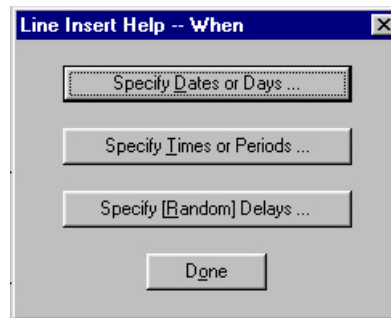 Line Insert Help -- When
Specify Dates or Days ...
Specify Times or Periods ...
Specify [Random] Delays ...
Done